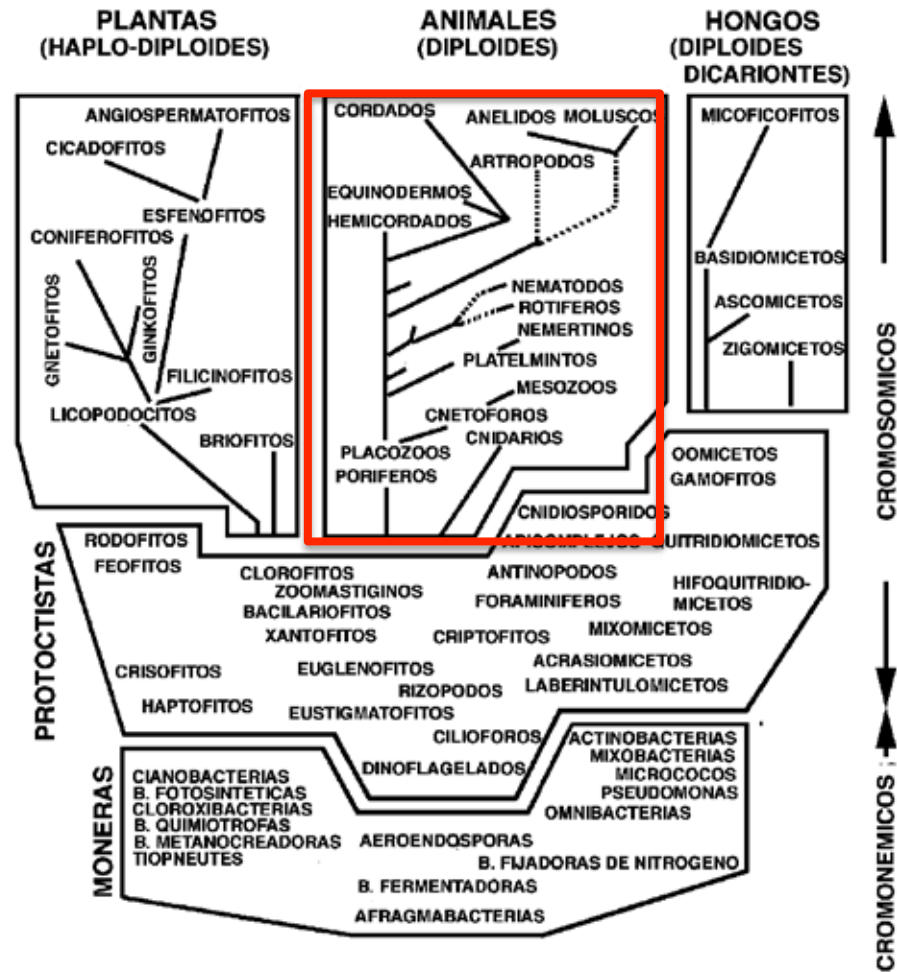 PLANTAS
(HAPLO-DIPLOIDES)
ANIMALES
(DIPLOIDES)
HONGOS
(DIPLOIDES
DICARIONTES)
ANGIOSPERMATOFITOS
CICADOFITOS
ESFENOFITOS
CONIFEROFITOS
GNETOFITOS
GINKOFITOS
FILICINOFITOS
LICOPODOCITOS
BRIOFITOS
CORDADOS
ANELIDOS MOLUSCOS
ARTROPODOS
EQUINODERMOS
HEMICORDADOS
NEMATODOS
ROTIFEROS
NEMERTINOS
PLATELMINTOS
MESOZOOS
CNETOFOROS
CNIDARIOS
PLACOZOOS
PORIFEROS
MICOFICOFITOS
BASIDIOMICETOS
ASCOMICETOS
ZIGOMICETOS
CROMOSOMICOS
PROTOCTISTAS
OOMICETOS
GAMOFITOS
CNIDIOSPORIDOS
APICOMPLEJOS QUITRIDIOMICETOS
RODOFITOS
FEOFITOS
CLOROFITOS
ZOOMASTIGINOS
BACILARIOFITOS
XANTOFITOS
ANTINOPODOS
FORAMINIFEROS
HIFOQUITRIDIO-
MICETOS
CRIPTOFITOS
MIXOMICETOS
CRISOFITOS
EUGLENOFITOS
ACRASIOMICETOS
RIZOPODOS
LABERINTULOMICETOS
HAPTOFITOS
EUSTIGMATOFITOS
CILIOFOROS
DINOFLAGELADOS
MONERAS
CIANOBACTERIAS
B. FOTOSINTETICAS
CLOROXIBACTERIAS
B. QUIMIOTROFAS
B. METANOCREADORAS
TIOPNEUTES
ACTINOBACTERIAS
MIXOBACTERIAS
MICROCOCOS
PSEUDOMONAS
OMNIBACTERIAS
AEROENDOSPORAS
B. FIJADORAS DE NITROGENO
B. FERMENTADORAS
AFRAGMABACTERIAS
CROMONEMICOS